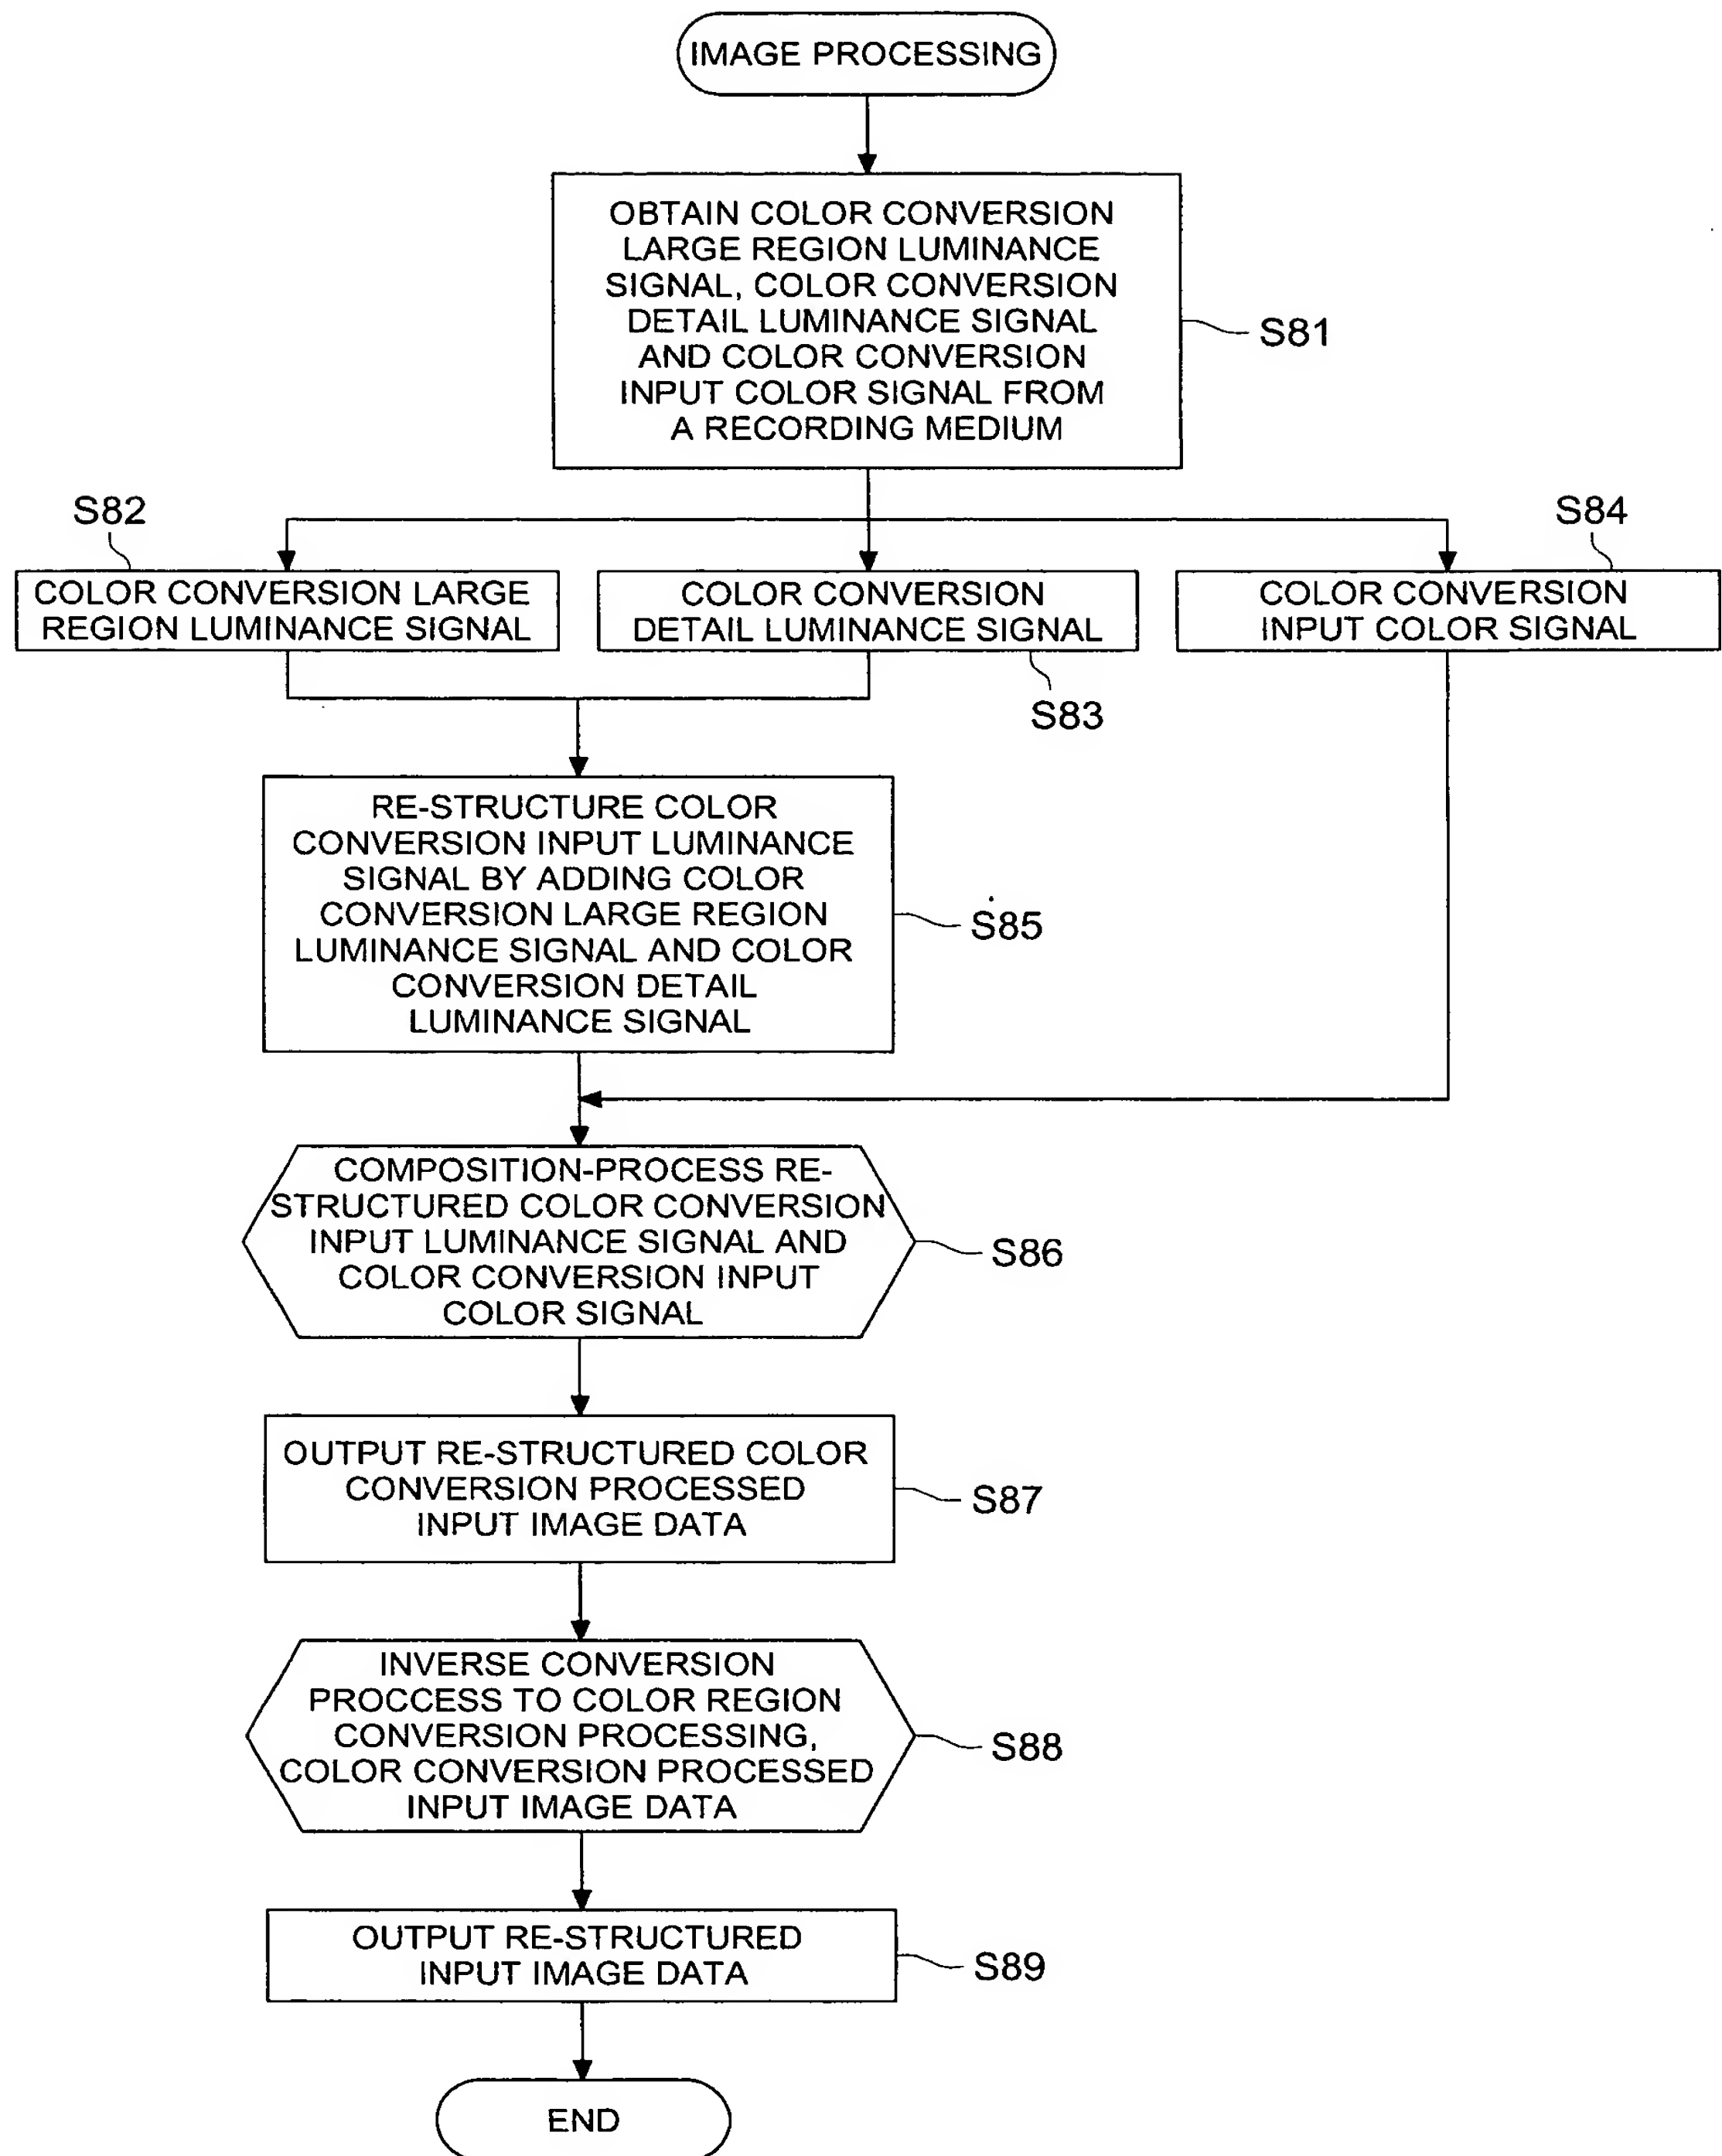 IMAGE PROCESSING
OBTAIN COLOR CONVERSION
LARGE REGION LUMINANCE
SIGNAL, COLOR CONVERSION
DETAIL LUMINANCE SIGNAL
AND COLOR CONVERSION
INPUT COLOR SIGNAL FROM
A RECORDING MEDIUM
S81
S82
COLOR CONVERSION LARGE
REGION LUMINANCE SIGNAL
COLOR CONVERSION
DETAIL LUMINANCE SIGNAL
S83
S84
COLOR CONVERSION
INPUT COLOR SIGNAL
RE-STRUCTURE COLOR
CONVERSION INPUT LUMINANCE
SIGNAL BY ADDING COLOR
CONVERSION LARGE REGION
LUMINANCE SIGNAL AND COLOR
CONVERSION DETAIL
LUMINANCE SIGNAL
S85
COMPOSITION-PROCESS RE-
STRUCTURED COLOR CONVERSION
INPUT LUMINANCE SIGNAL AND
COLOR CONVERSION INPUT
COLOR SIGNAL
S86
OUTPUT RE-STRUCTURED COLOR
CONVERSION PROCESSED
INPUT IMAGE DATA
S87
INVERSE CONVERSION
PROCCESS TO COLOR REGION
CONVERSION PROCESSING,
COLOR CONVERSION PROCESSED
INPUT IMAGE DATA
S88
OUTPUT RE-STRUCTURED
INPUT IMAGE DATA
S89
END